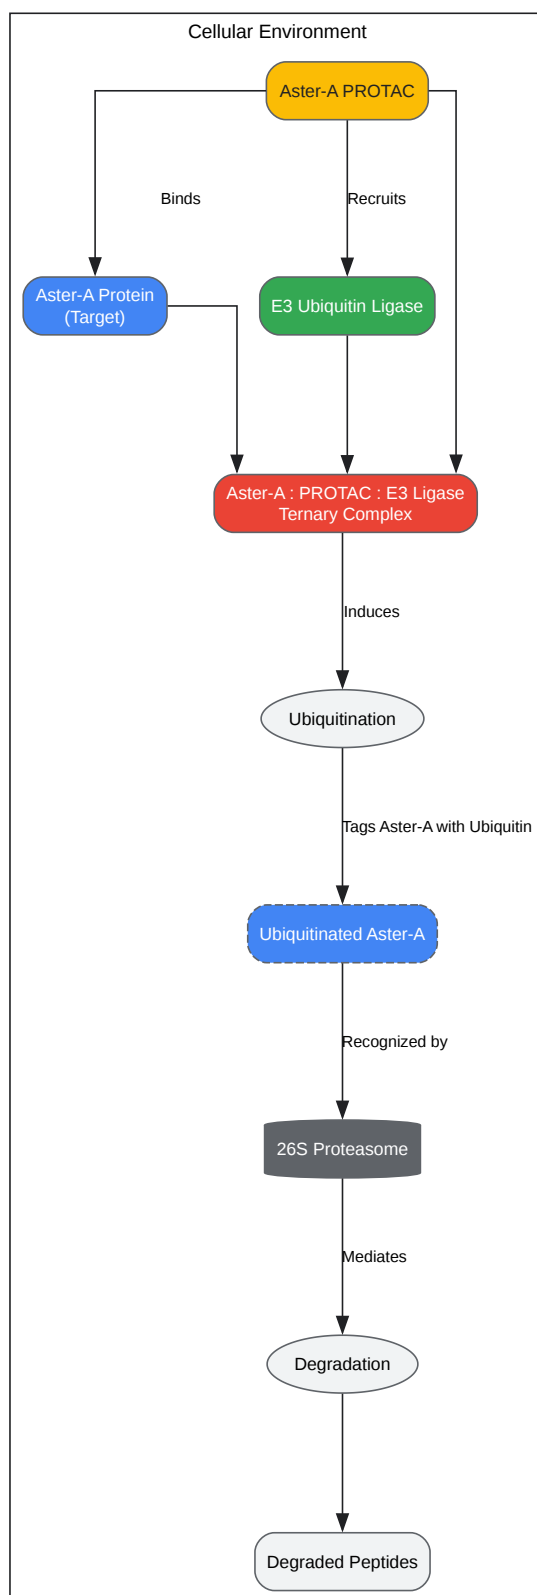 Cellular Environment
Aster-A PROTAC
Binds
Recruits
Aster-A Protein
(Target)
E3 Ubiquitin Ligase
Aster-A : PROTAC : E3 Ligase
Ternary Complex
Induces
Ubiquitination
Tags Aster-A with Ubiquitin
Ubiquitinated Aster-A
Recognized by
26S Proteasome
Mediates
Degradation
Degraded Peptides